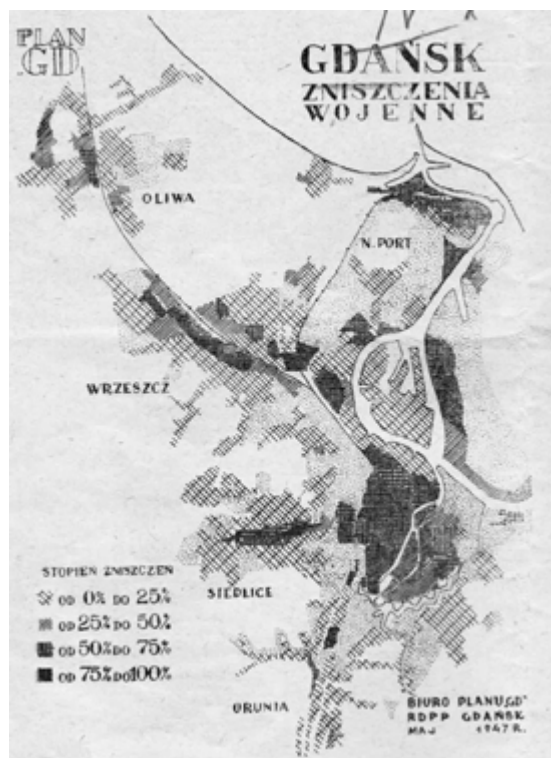 PLAN
GD
GDAŃSK
ZNISZCZENIA
WOJENNE
OLIWA
N. PORT
WRZESZCZ
STOPIEŃ ZNISZCZEŃ
OD 0% DO 25%
OD 25% DO 50%
OD 50% DO 75%
OD 75% DO 100%
SIEDLICE
ORUNIA
BIURO PLANU „GD”
RDPP GDAŃSK
MAJ 1947 R.